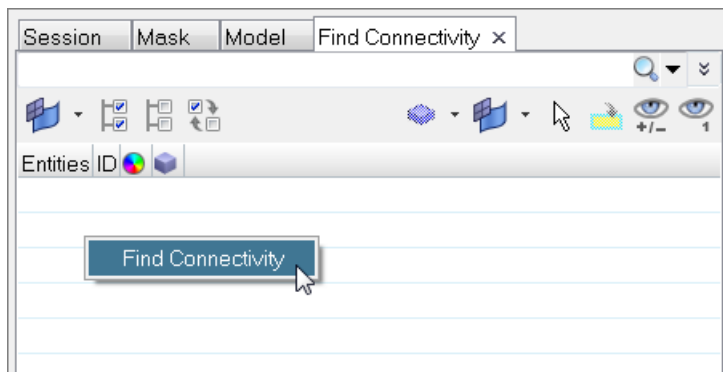 Session Mask Model Find Connectivity ×
+/- 1
Entities ID
Find Connectivity